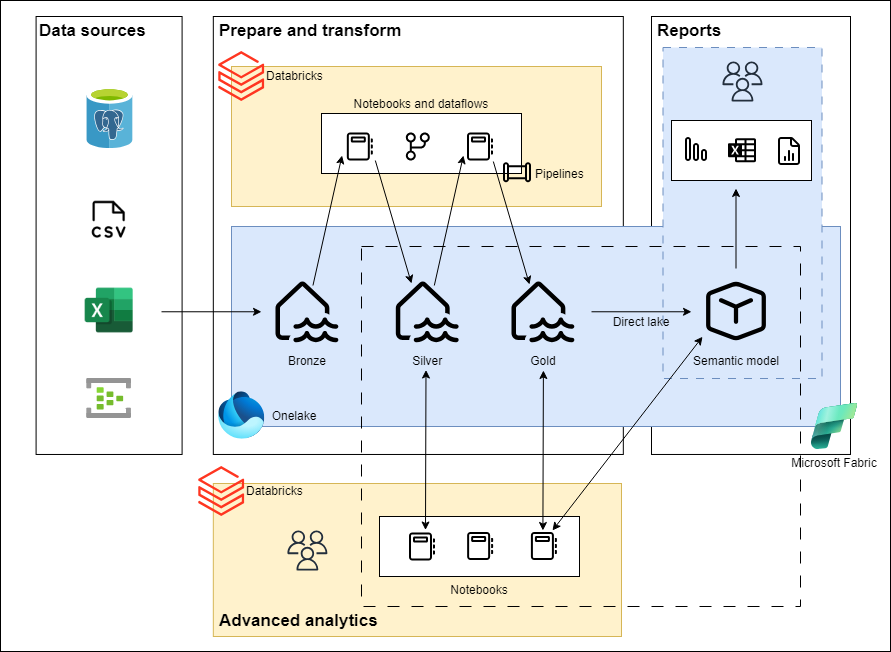 Data sources
Prepare and transform
Reports
Databricks
Notebooks and dataflows
Pipelines
CSV
X
X
Direct lake
Bronze
Silver
Gold
Semantic model
Onelake
Microsoft Fabric
Databricks
Notebooks
Advanced analytics